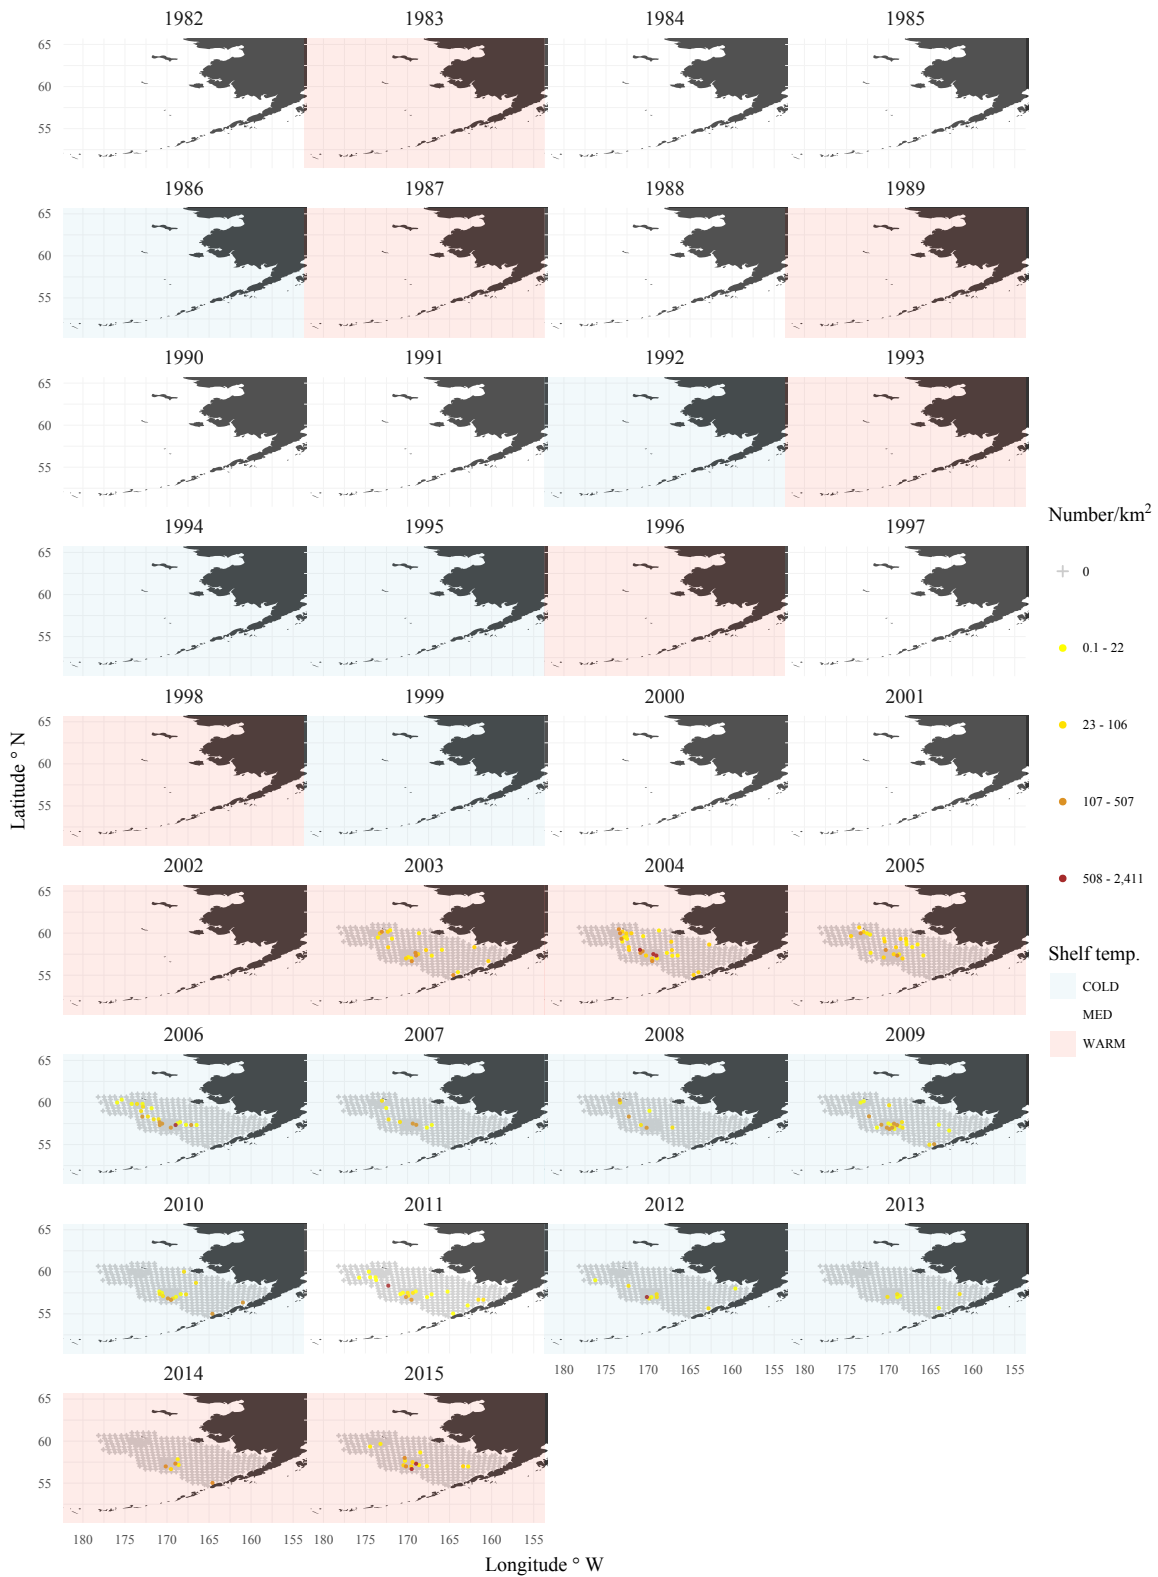 1982 1983 1984 1985
65
60
55
1986 1987 1988 1989
65
60
55
1990 1991 1992 1993
65
60
55
Number/km²
1994 1995 1996 1997
65
0
60
55
0.1 - 22
1998 1999 2000 2001
65
23 - 106
60
55
107 - 507
Latitude ° N
2002 2003 2004 2005
508 - 2,411
65
60
55
Shelf temp.
COLD
MED
WARM
2006 2007 2008 2009
65
60
55
2010 2011 2012 2013
65
60
55
180 175 170 165 160 155 180 175 170 165 160 155
2014 2015
65
60
55
180 175 170 165 160 155 180 175 170 165 160 155
Longitude ° W